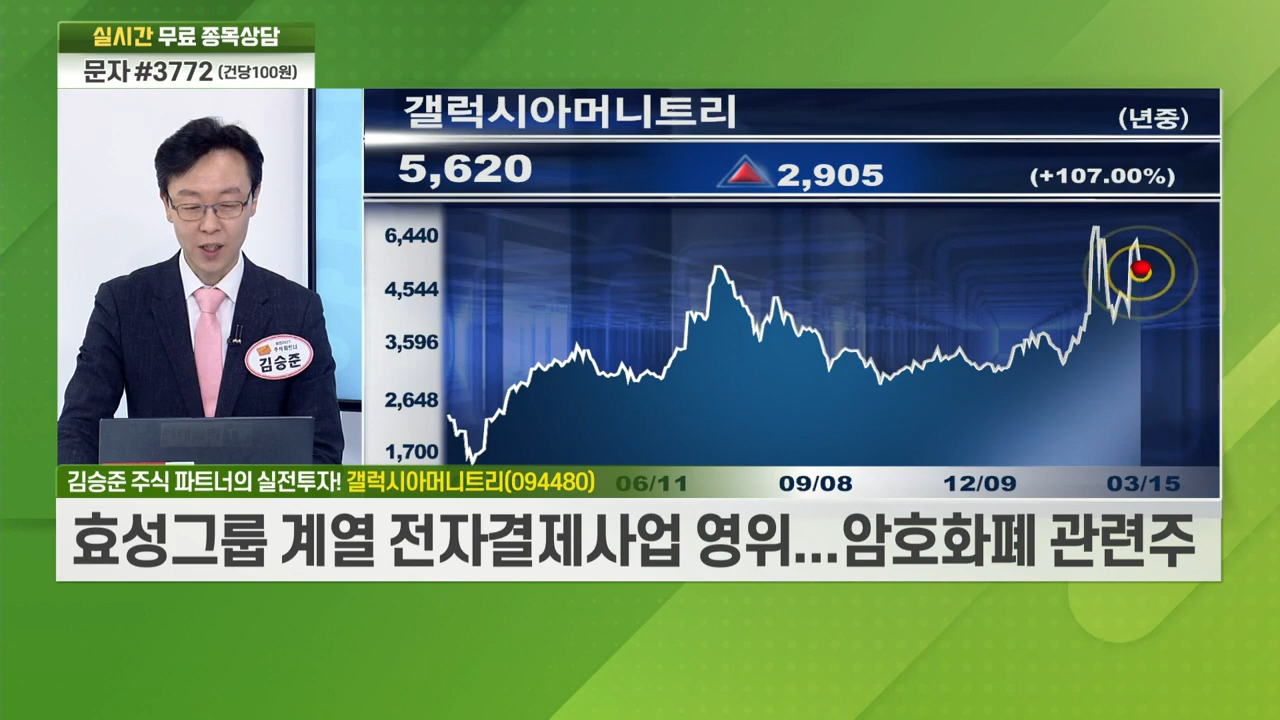 실시간 무료 종목상담
문자 #3772 (건당100원)
갤럭시아머니트리
(년중)
5,620 ▲ 2,905 (+107.00%)
6,440
4,544
3,596
2,648
1,700
06/11 09/08 12/09 03/15
주식 파트너
김승준
김승준 주식 파트너의 실전투자! 갤럭시아머니트리(094480)
효성그룹 계열 전자결제사업 영위...암호화폐 관련주